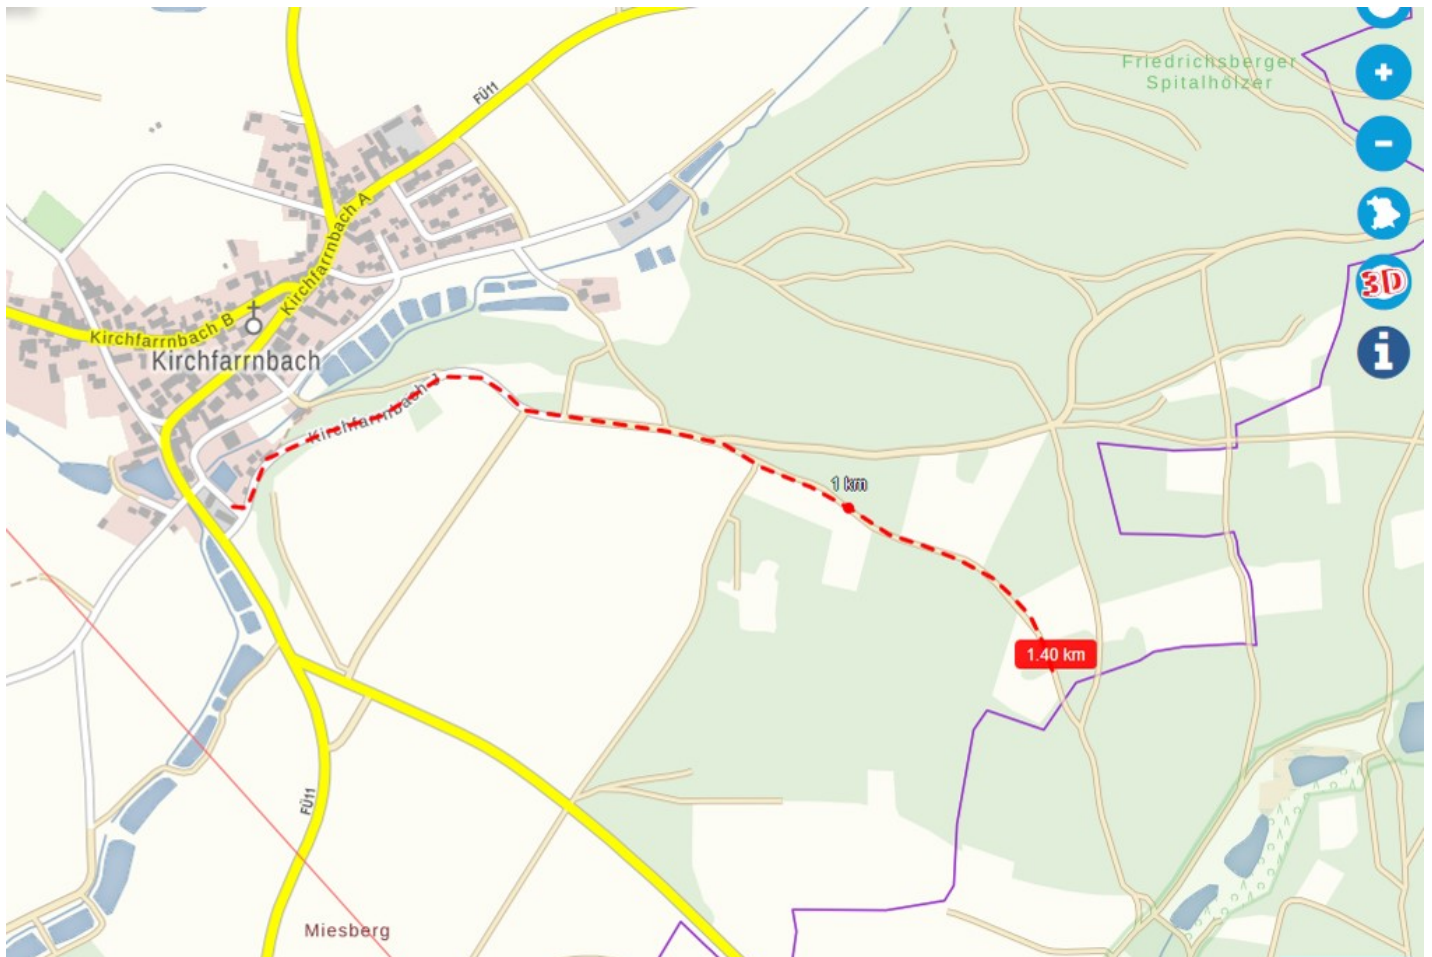 Friedrichsberger
Spitalhölzer
FÜ11
3D
Kirchfarrnbach A
Kirchfarrnbach B
Kirchfarrnbach
Kirchfarrnbach J
1 km
1.40 km
FÜ11
Miesberg